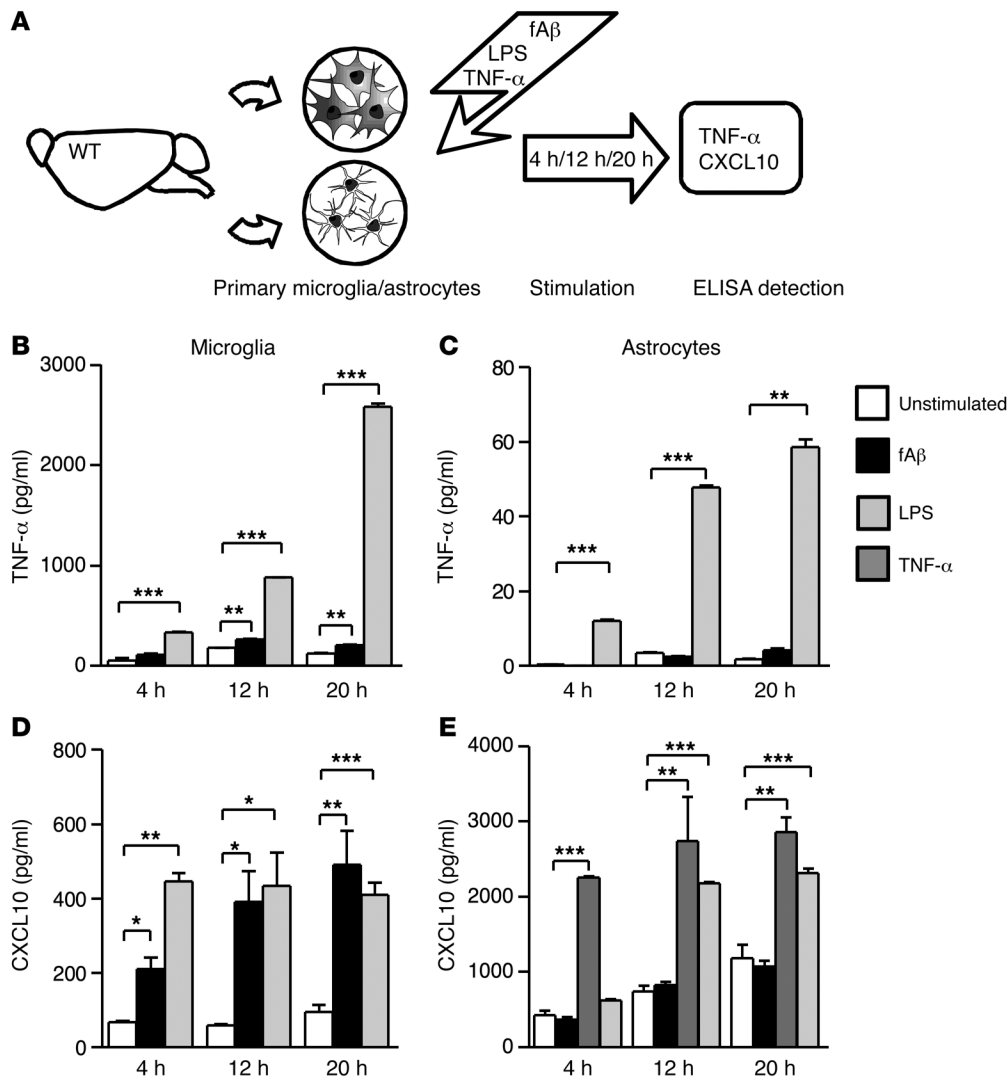 A
fAβ
LPS
TNF-α
WT
4 h/12 h/20 h
TNF-α
CXCL10
Primary microglia/astrocytes
Stimulation
ELISA detection
B
Microglia
TNF-α (pg/ml)
3000
2000
1000
0
***
***
**
***
**
4 h
12 h
20 h
C
Astrocytes
TNF-α (pg/ml)
80
60
40
20
0
***
***
**
4 h
12 h
20 h
Unstimulated
fAβ
LPS
TNF-α
D
CXCL10 (pg/ml)
800
600
400
200
0
**
*
*
*
***
**
4 h
12 h
20 h
E
CXCL10 (pg/ml)
4000
3000
2000
1000
0
***
***
**
***
**
4 h
12 h
20 h